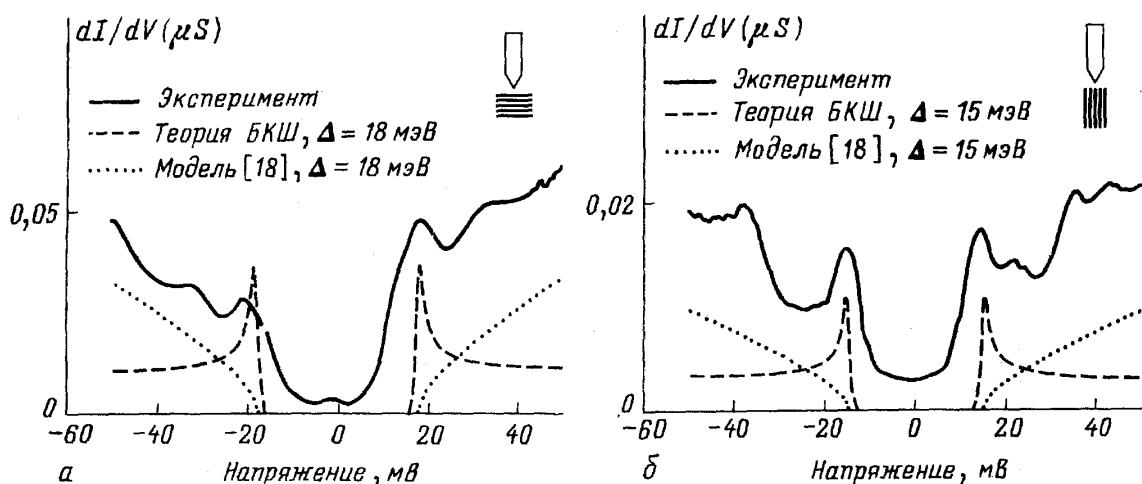 dI/dV(μS)
Эксперимент
Теория БКШ, Δ = 18 мэВ
Модель [18], Δ = 18 мэВ
0,05
0
-60 -40 -20 0 20 40
а Напряжение, мВ
dI/dV(μS)
Эксперимент
Теория БКШ, Δ = 15 мэВ
Модель [18], Δ = 15 мэВ
0,02
0
-60 -40 -20 0 20 40
б Напряжение, мВ